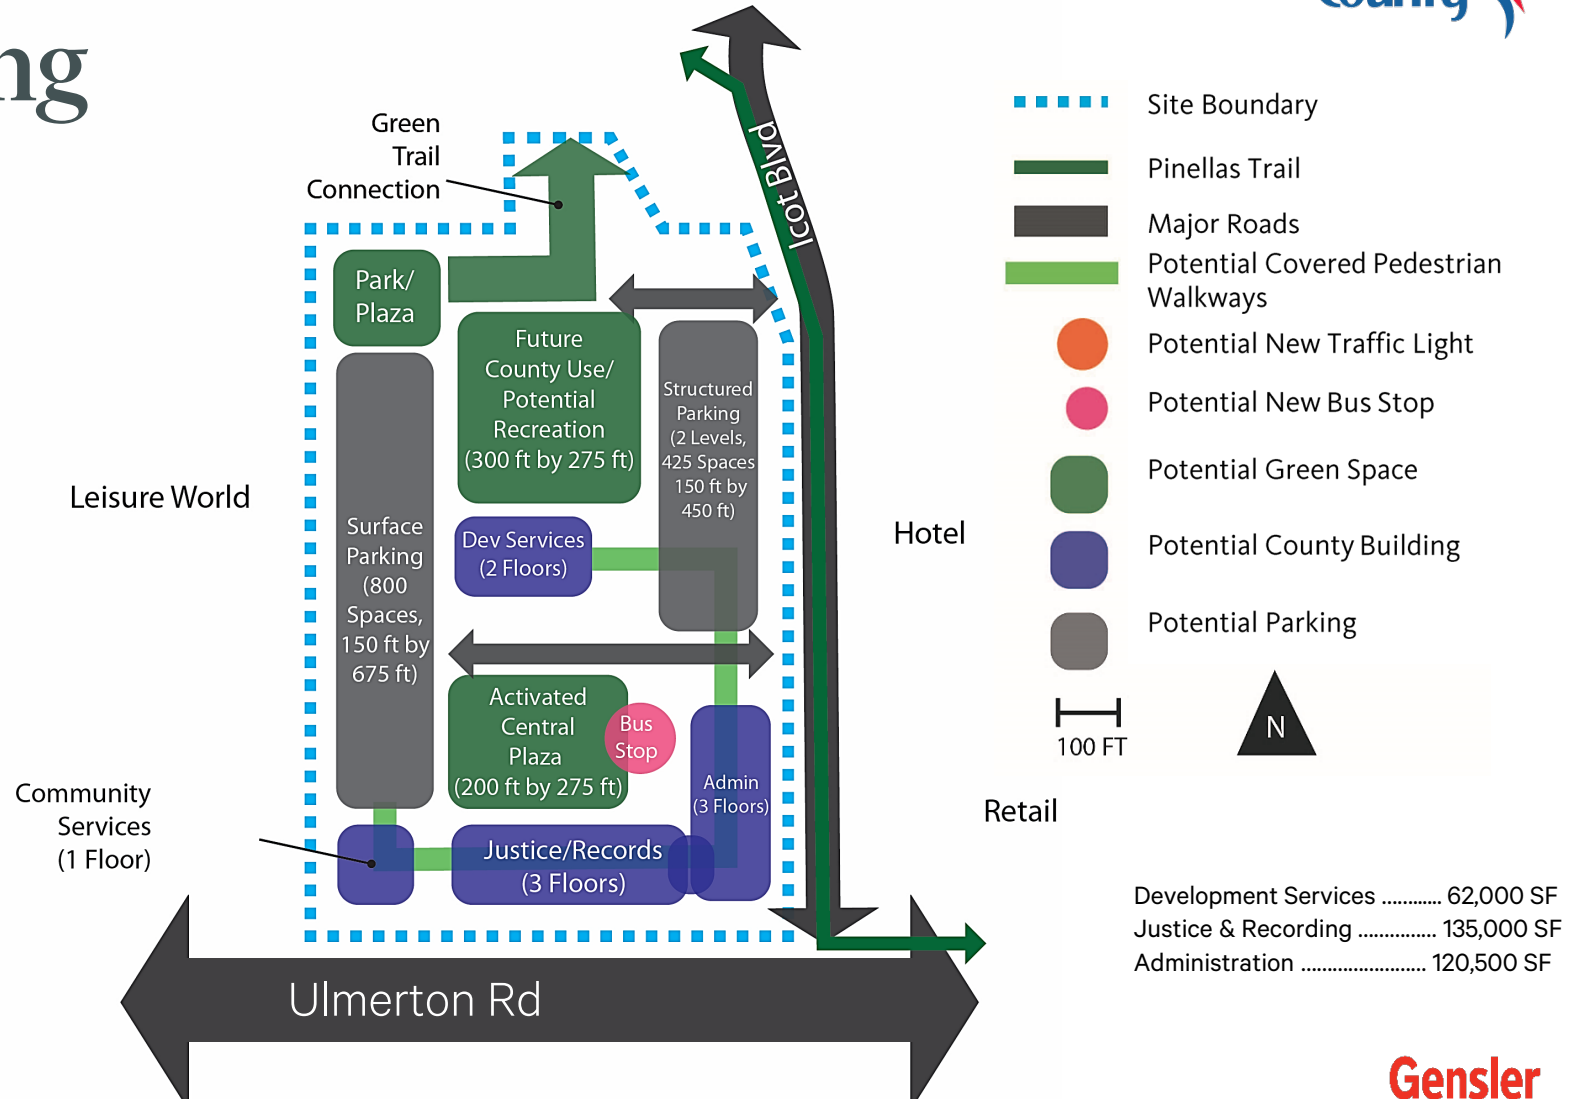 ng
County
Green
Trail
Connection
Icot Blvd
Park/
Plaza
Future
County Use/
Potential
Recreation
(300 ft by 275 ft)
Structured
Parking
(2 Levels,
425 Spaces
150 ft by
450 ft)
Leisure World
Surface
Parking
(800
Spaces,
150 ft by
675 ft)
Dev Services
(2 Floors)
Hotel
Activated
Central
Plaza
(200 ft by 275 ft)
Bus
Stop
Admin
(3 Floors)
Retail
Community
Services
(1 Floor)
Justice/Records
(3 Floors)
Ulmerton Rd
Site Boundary
Pinellas Trail
Major Roads
Potential Covered Pedestrian
Walkways
Potential New Traffic Light
Potential New Bus Stop
Potential Green Space
Potential County Building
Potential Parking
100 FT
N
Development Services ............ 62,000 SF
Justice & Recording ............... 135,000 SF
Administration ........................ 120,500 SF
Gensler